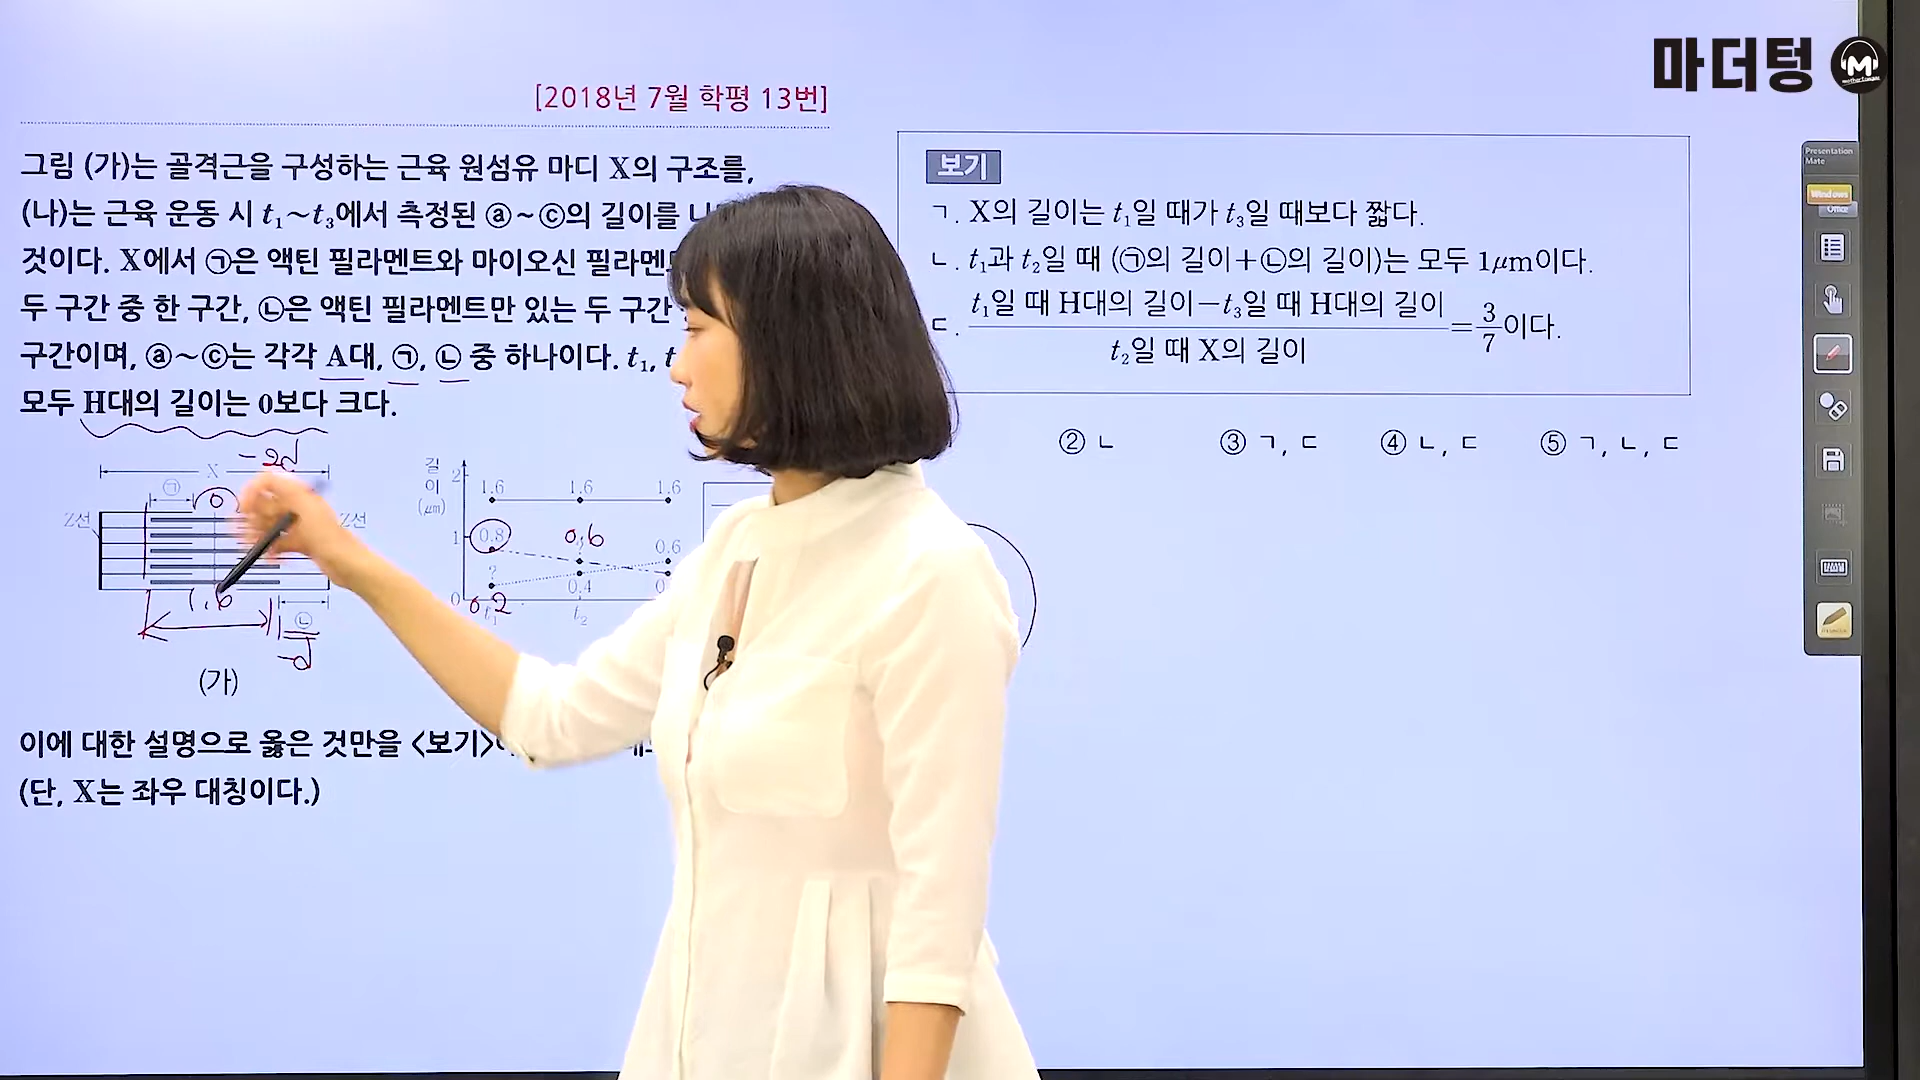 마더텅
[2018년 7월 학평 13번]
그림 (가)는 골격근을 구성하는 근육 원섬유 마디 X의 구조를,
(나)는 근육 운동 시 t₁~t₃에서 측정된 ⓐ~ⓒ의 길이를
것이다. X에서 ㉠은 액틴 필라멘트와 마이오신
두 구간 중 한 구간, ㉡은 액틴 필라멘트만 있는 두 구간
구간이며, ⓐ~ⓒ는 각각 A대, ㉠, ㉡ 중 하나이다. t₁,
모두 H대의 길이는 0보다 크다.
-2d
X
㉠
0
Z선
Z선
1.6
㉡
-d
(가)
길이(㎛)
2
1
0
1.6
1.6
1.6
0.8
?
0.6
0.6
?
0.4
0.2
t₁
t₂
이에 대한 설명으로 옳은 것만을 <보기>
(단, X는 좌우 대칭이다.)
보기
ㄱ. X의 길이는 t₁일 때가 t₃일 때보다 짧다.
ㄴ. t₁과 t₂일 때 (㉠의 길이+㉡의 길이)는 모두 1㎛이다.
ㄷ. t₁일 때 H대의 길이-t₃일 때 H대의 길이 / t₂일 때 X의 길이 = 3/7이다.
② ㄴ ③ ㄱ, ㄷ ④ ㄴ, ㄷ ⑤ ㄱ, ㄴ, ㄷ
Presentation Mate
Windows
Office